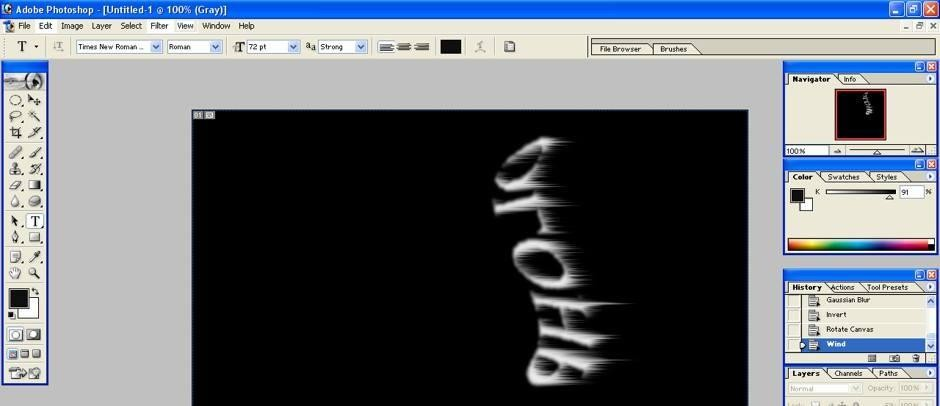 Adobe Photoshop - [Untitled-1 @ 100% (Gray)]
File Edit Image Layer Select Filter View Window Help
T T Times New Roman ... Roman T 72 pt aa Strong File Browser Brushes
01
Navigator Info
100%
Color Swatches Styles
K 91 %
T
History Actions Tool Presets
Gaussian Blur
Invert
Rotate Canvas
Wind
Layers Channels Paths
Normal Opacity: 100%